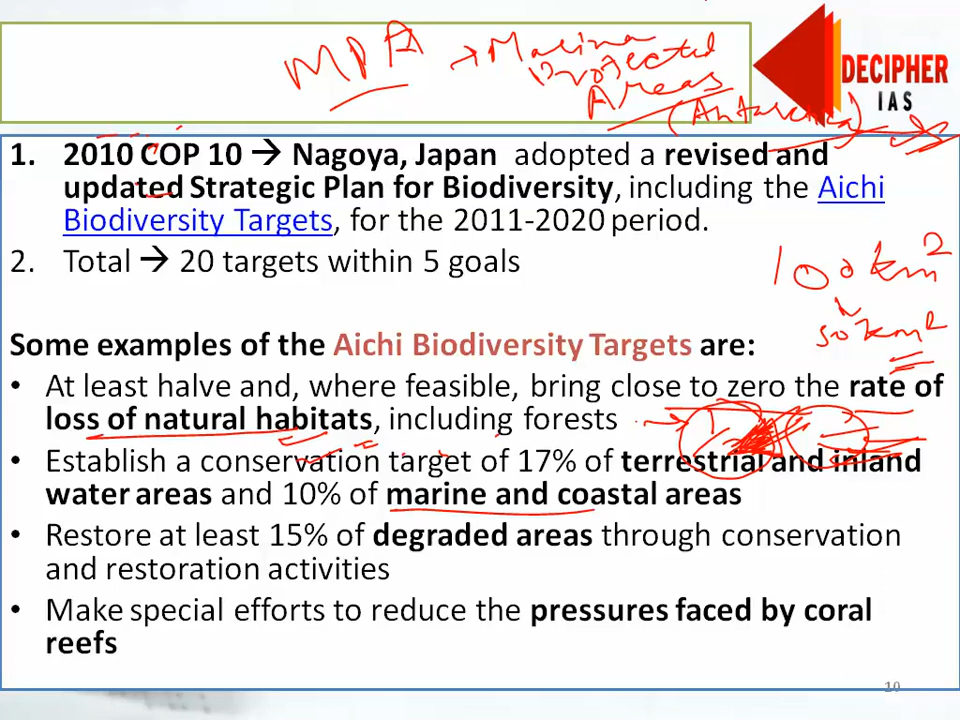 MPA → Marine
Protected
Areas
(Antarctica)
DECIPHER
IAS
1. 2010 COP 10 → Nagoya, Japan adopted a revised and
updated Strategic Plan for Biodiversity, including the Aichi
Biodiversity Targets, for the 2011-2020 period.
2. Total → 20 targets within 5 goals
100 km²
50 km²
Some examples of the Aichi Biodiversity Targets are:
• At least halve and, where feasible, bring close to zero the rate of
loss of natural habitats, including forests
• Establish a conservation target of 17% of terrestrial and inland
water areas and 10% of marine and coastal areas
• Restore at least 15% of degraded areas through conservation
and restoration activities
• Make special efforts to reduce the pressures faced by coral
reefs
10